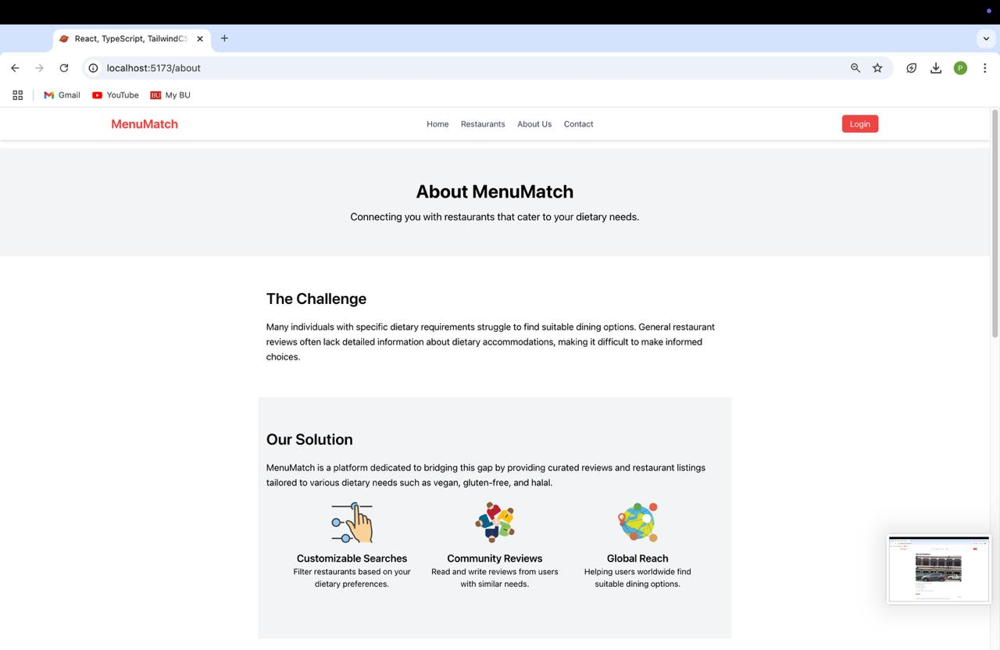 React, TypeScript, TailwindCS
localhost:5173/about
P
Gmail YouTube BU My BU
MenuMatch Home Restaurants About Us Contact Login
About MenuMatch
Connecting you with restaurants that cater to your dietary needs.
The Challenge
Many individuals with specific dietary requirements struggle to find suitable dining options. General restaurant
reviews often lack detailed information about dietary accommodations, making it difficult to make informed
choices.
Our Solution
MenuMatch is a platform dedicated to bridging this gap by providing curated reviews and restaurant listings
tailored to various dietary needs such as vegan, gluten-free, and halal.
Customizable Searches
Filter restaurants based on your
dietary preferences.
Community Reviews
Read and write reviews from users
with similar needs.
Global Reach
Helping users worldwide find
suitable dining options.